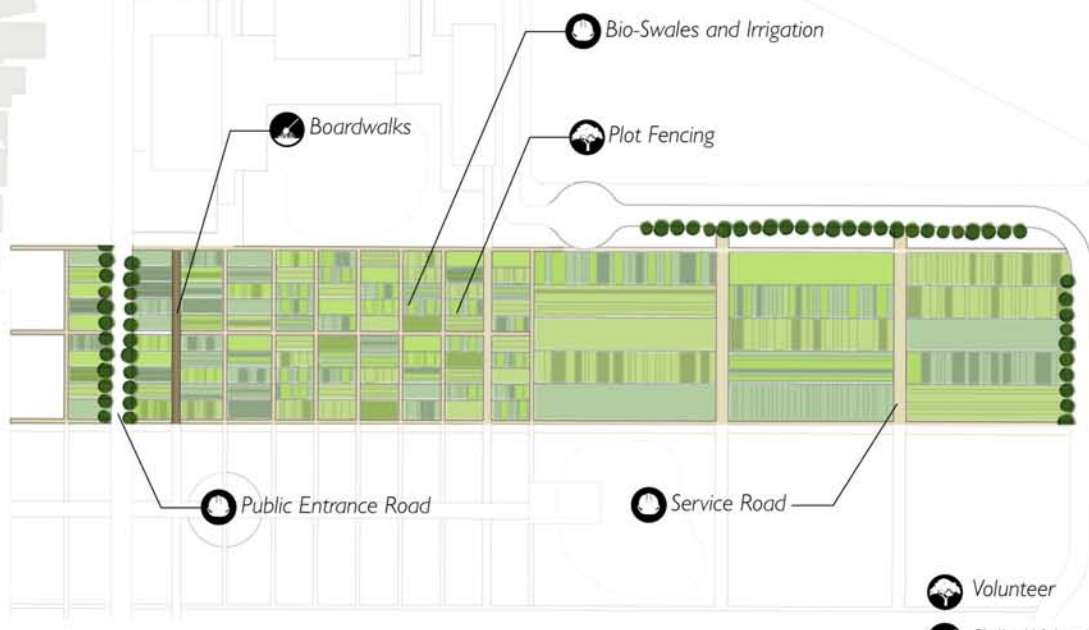 Bio-Swales and Irrigation
Boardwalks
Plot Fencing
Public Entrance Road
Service Road
Volunteer